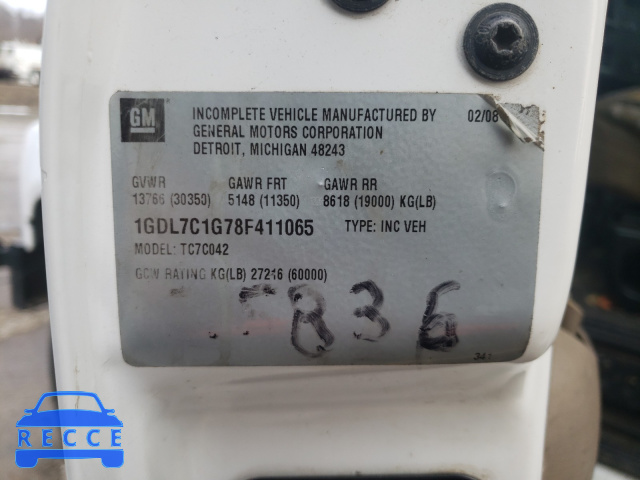 GM
INCOMPLETE VEHICLE MANUFACTURED BY 02/08
GENERAL MOTORS CORPORATION
DETROIT, MICHIGAN 48243
GVWR GAWR FRT GAWR RR
13766 (30350) 5148 (11350) 8618 (19000) KG(LB)
1GDL7C1G78F411065 TYPE: INC VEH
MODEL: TC7C042
GCW RATING KG(LB) 27216 (60000)
836
341
RECCE